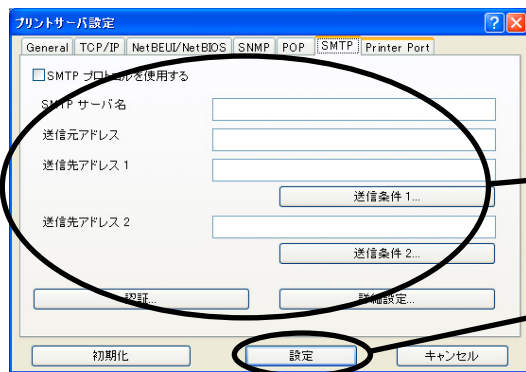 プリントサーバ設定
General TCP/IP NetBEUI/NetBIOS SNMP POP SMTP Printer Port
SMTP プロトコルを使用する
SMTP サーバ名
送信元アドレス
送信先アドレス 1
送信条件 1...
送信先アドレス 2
送信条件 2...
認証... 詳細設定...
初期化 設定 キャンセル